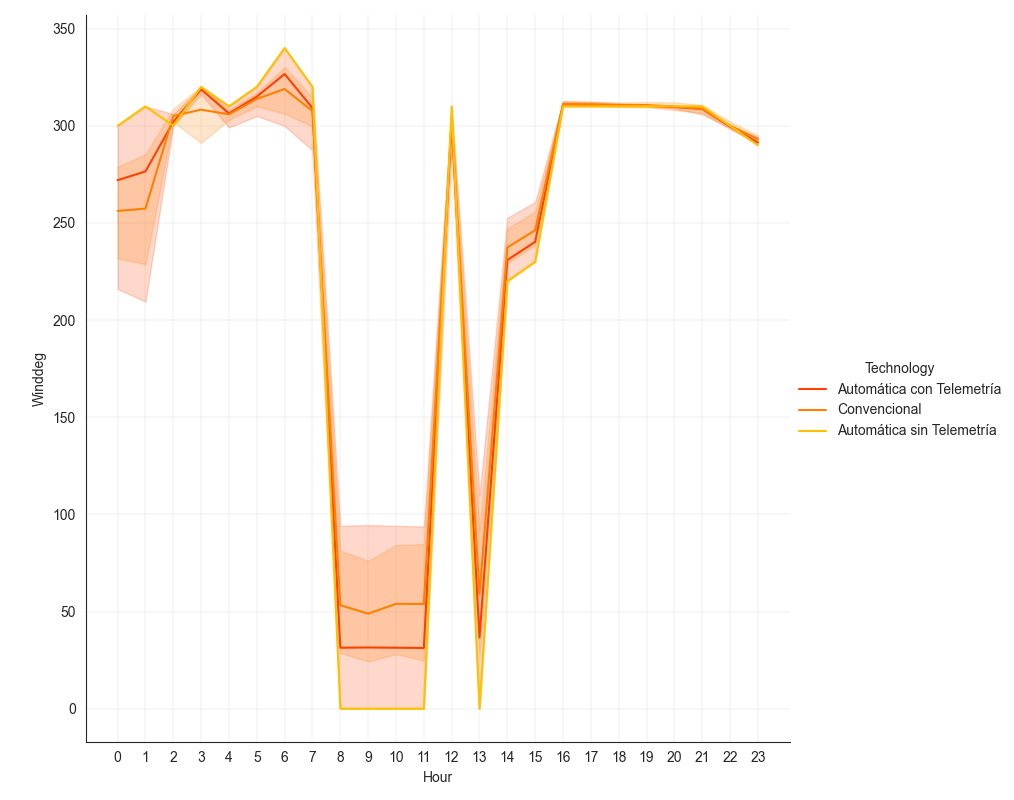 350
300
250
200
150
100
50
0
Winddeg
0 1 2 3 4 5 6 7 8 9 10 11 12 13 14 15 16 17 18 19 20 21 22 23
Hour
Technology
Automática con Telemetría
Convencional
Automática sin Telemetría